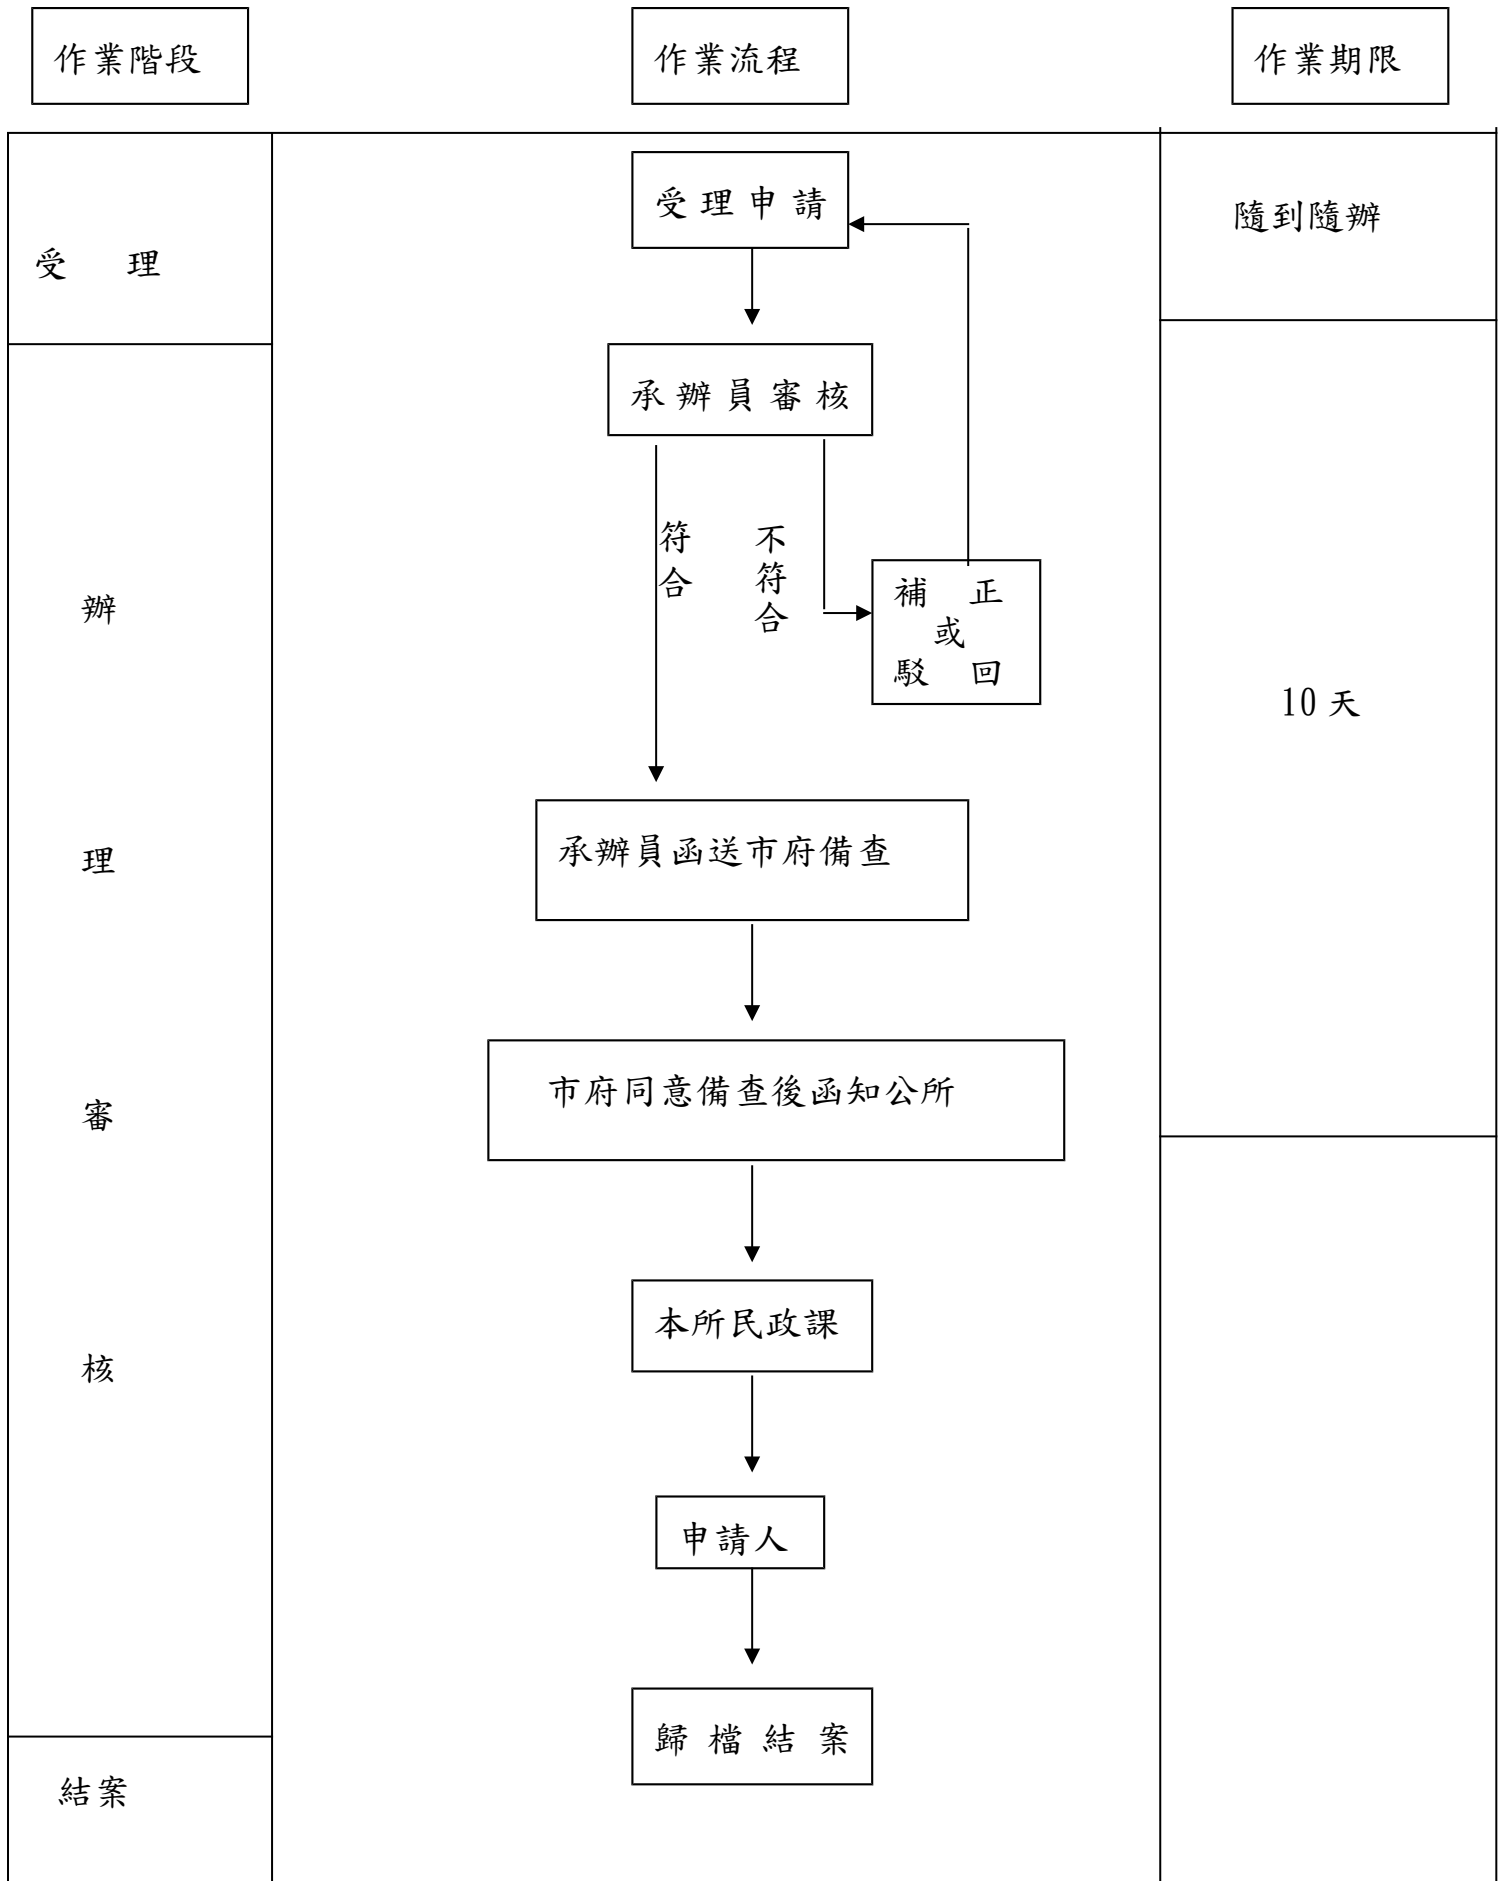 作業階段
作業流程
作業期限
受理申請
隨到隨辦
受 理
承辦員審核
符合
不符合
補 正
或
駁 回
辦理審核
10 天
承辦員函送市府備查
市府同意備查後函知公所
本所民政課
申請人
歸檔結案
結案